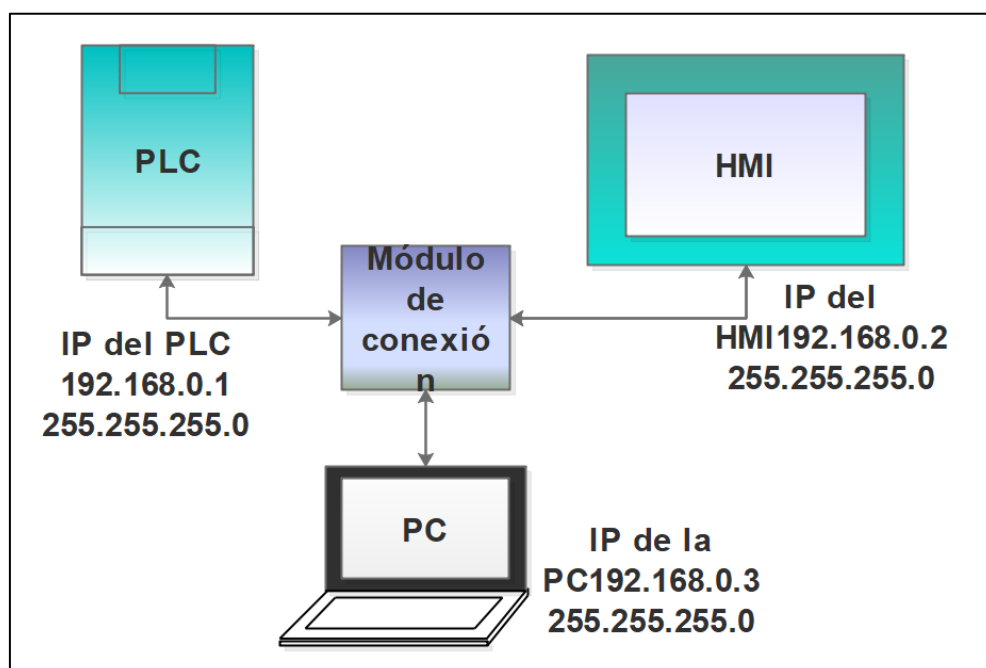 PLC
HMI
Módulo
de
conexió
n
IP del PLC
192.168.0.1
255.255.255.0
IP del
HMI192.168.0.2
255.255.255.0
PC
IP de la
PC192.168.0.3
255.255.255.0